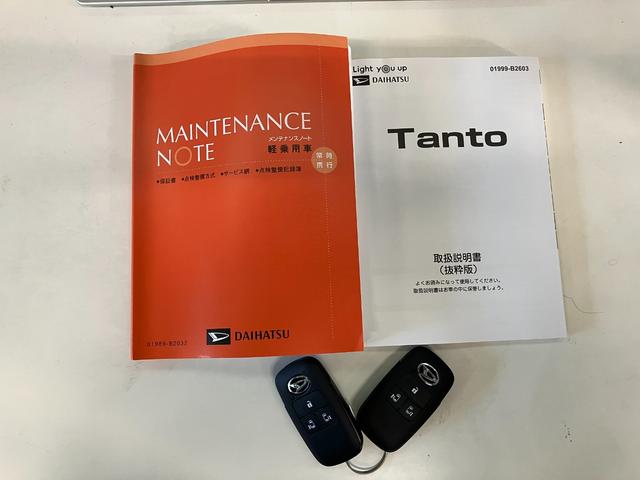 MAINTENANCE
NOTE
メンテナンスノート
軽乗用車
常時
携行
●保証書 ●点検整備方式 ●サービス網 ●点検整備記録簿
01989-B2032
DAIHATSU
Light you up
DAIHATSU
01999-B2603
Tanto
取扱説明書
(抜粋版)
よくお読みになって使用してください。
取扱説明書はお車の中に保管しましょう。